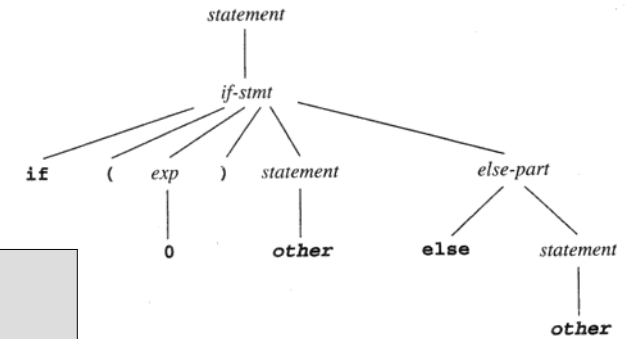 statement
if-stmt
if ( exp ) statement else-part
0 other else statement
other